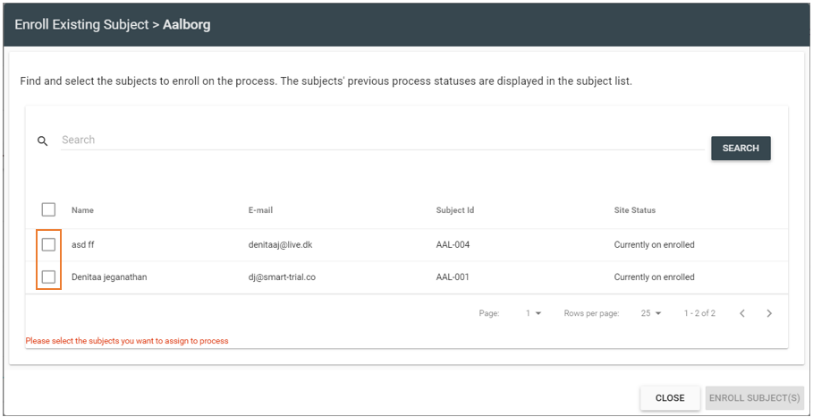 Enroll Existing Subject > Aalborg
Find and select the subjects to enroll on the process. The subjects' previous process statuses are displayed in the subject list.
Search
SEARCH
Name E-mail Subject Id Site Status
asd ff denitaaj@live.dk AAL-004 Currently on enrolled
Denitaa jeganathan dj@smart-trial.co AAL-001 Currently on enrolled
Page: 1 Rows per page: 25 1 - 2 of 2
Please select the subjects you want to assign to process
CLOSE ENROLL SUBJECT(S)